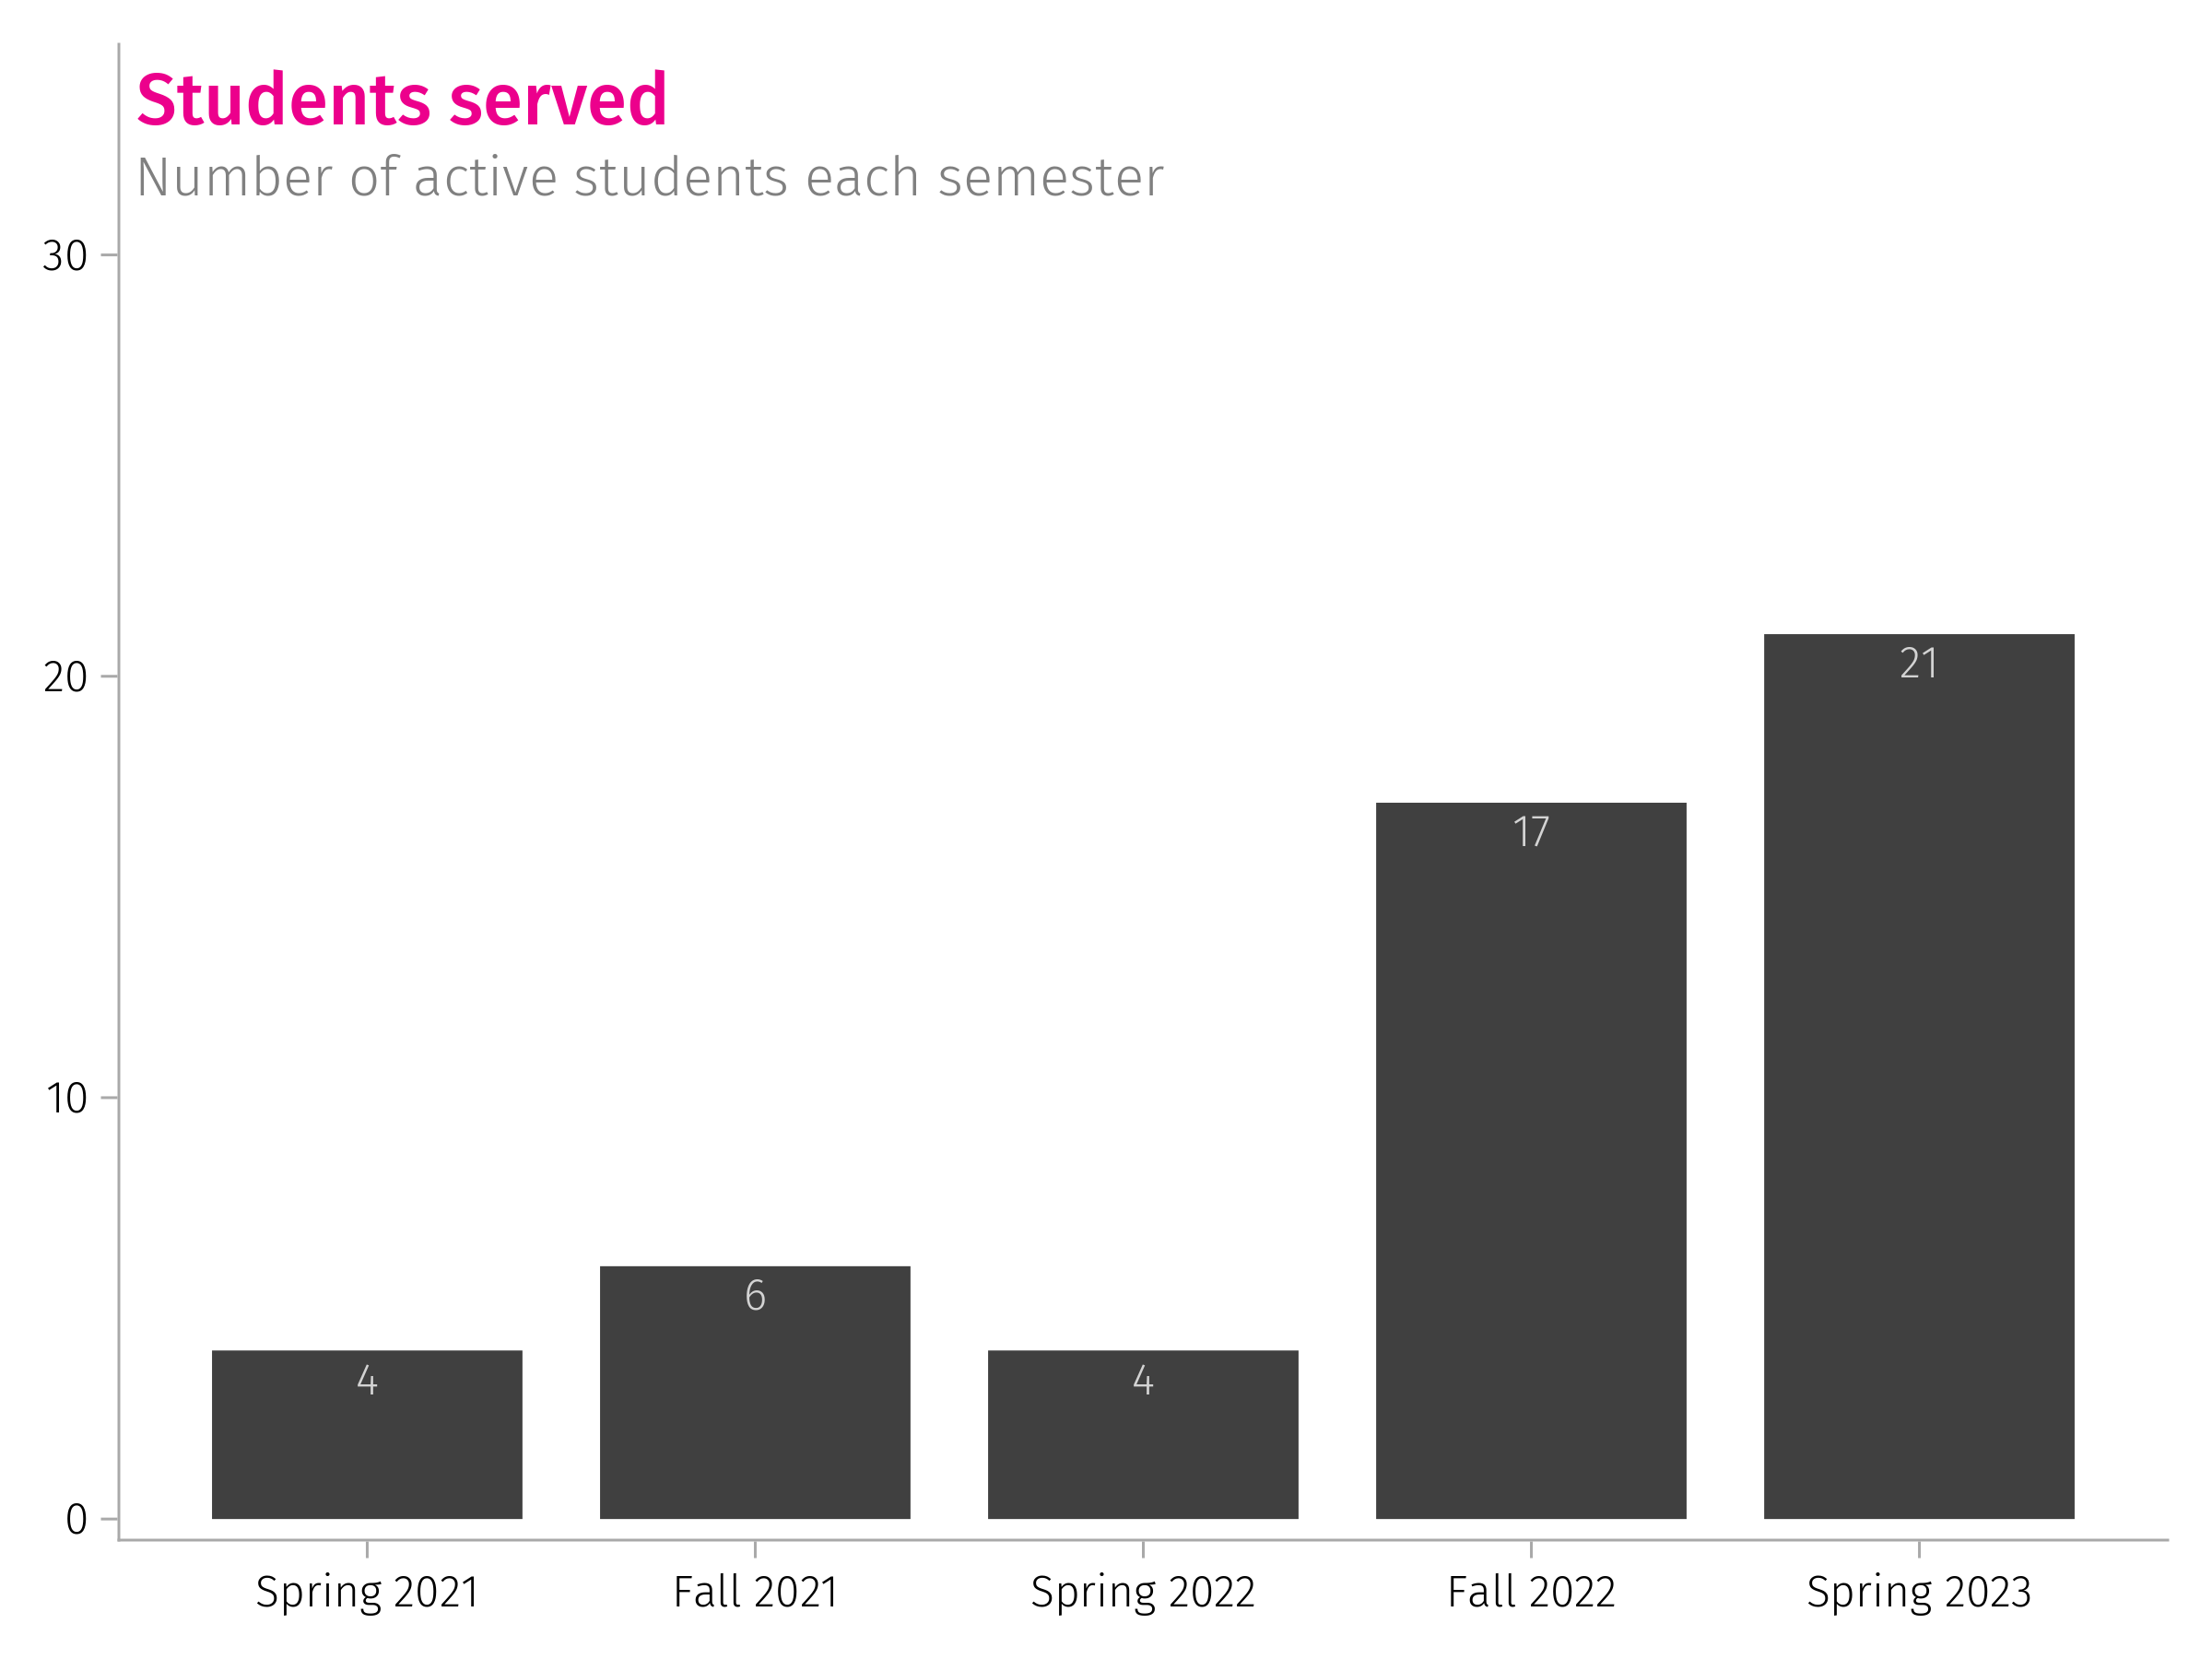 Students served
Number of active students each semester
30
20
10
0
4
6
4
17
21
Spring 2021
Fall 2021
Spring 2022
Fall 2022
Spring 2023